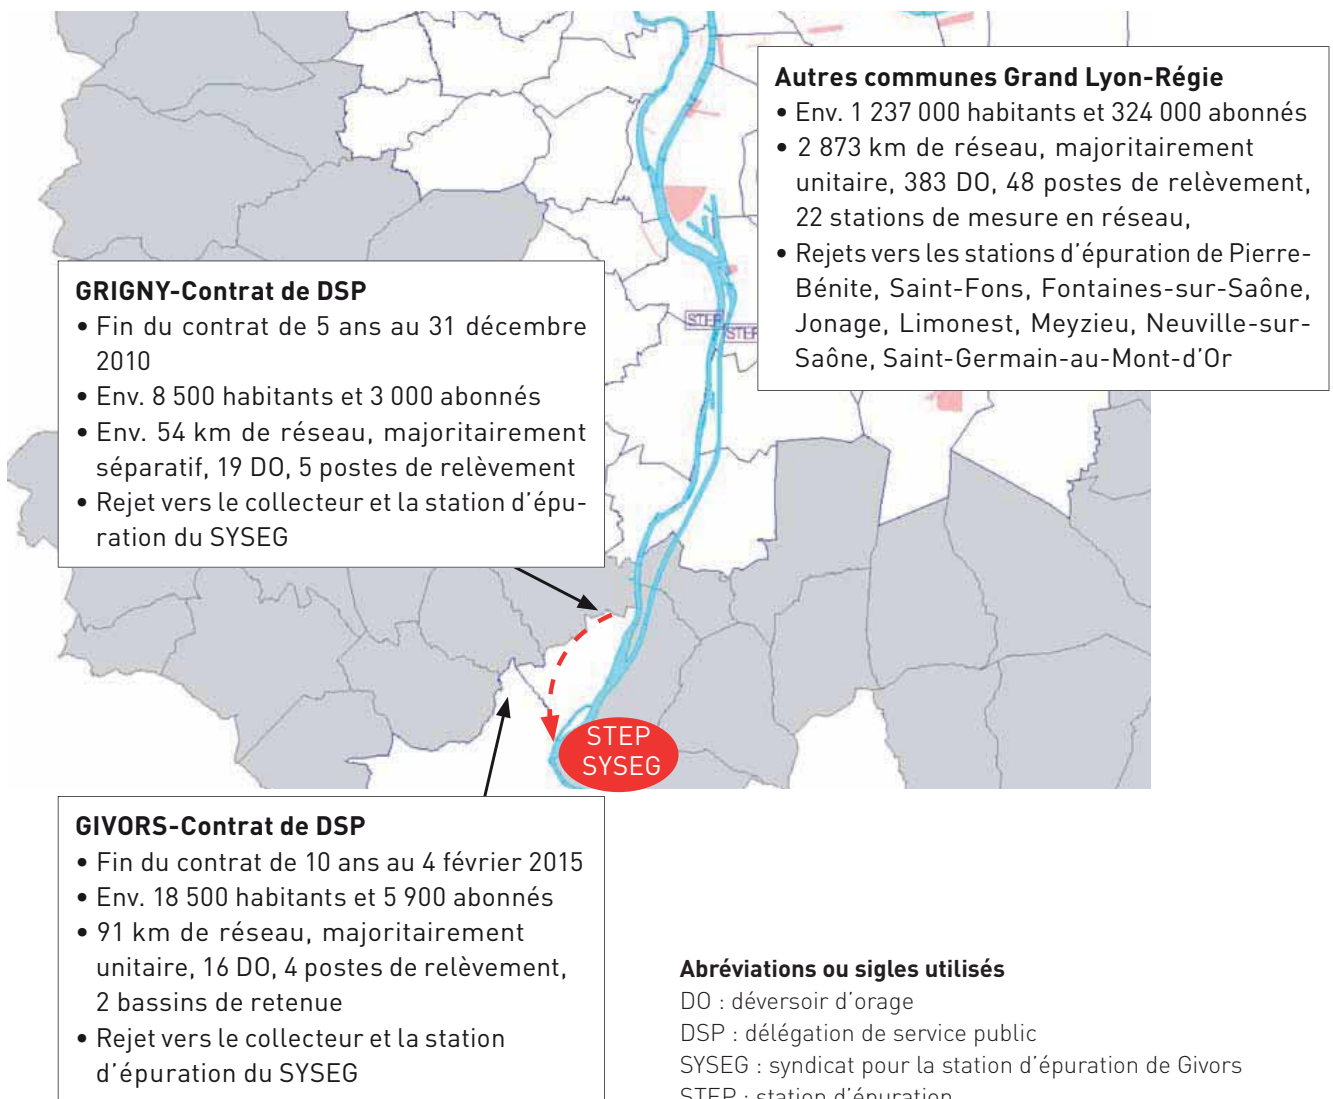 Autres communes Grand Lyon-Régie
• Env. 1 237 000 habitants et 324 000 abonnés
• 2 873 km de réseau, majoritairement
unitaire, 383 DO, 48 postes de relèvement,
22 stations de mesure en réseau,
• Rejets vers les stations d'épuration de Pierre-
Bénite, Saint-Fons, Fontaines-sur-Saône,
Jonage, Limonest, Meyzieu, Neuville-sur-
Saône, Saint-Germain-au-Mont-d'Or
GRIGNY-Contrat de DSP
• Fin du contrat de 5 ans au 31 décembre
2010
• Env. 8 500 habitants et 3 000 abonnés
• Env. 54 km de réseau, majoritairement
séparatif, 19 DO, 5 postes de relèvement
• Rejet vers le collecteur et la station d'épu-
ration du SYSEG
STEP
STEP
STEP
SYSEG
GIVORS-Contrat de DSP
• Fin du contrat de 10 ans au 4 février 2015
• Env. 18 500 habitants et 5 900 abonnés
• 91 km de réseau, majoritairement
unitaire, 16 DO, 4 postes de relèvement,
2 bassins de retenue
• Rejet vers le collecteur et la station
d'épuration du SYSEG
Abréviations ou sigles utilisés
DO : déversoir d'orage
DSP : délégation de service public
SYSEG : syndicat pour la station d'épuration de Givors
STEP : station d'épuration